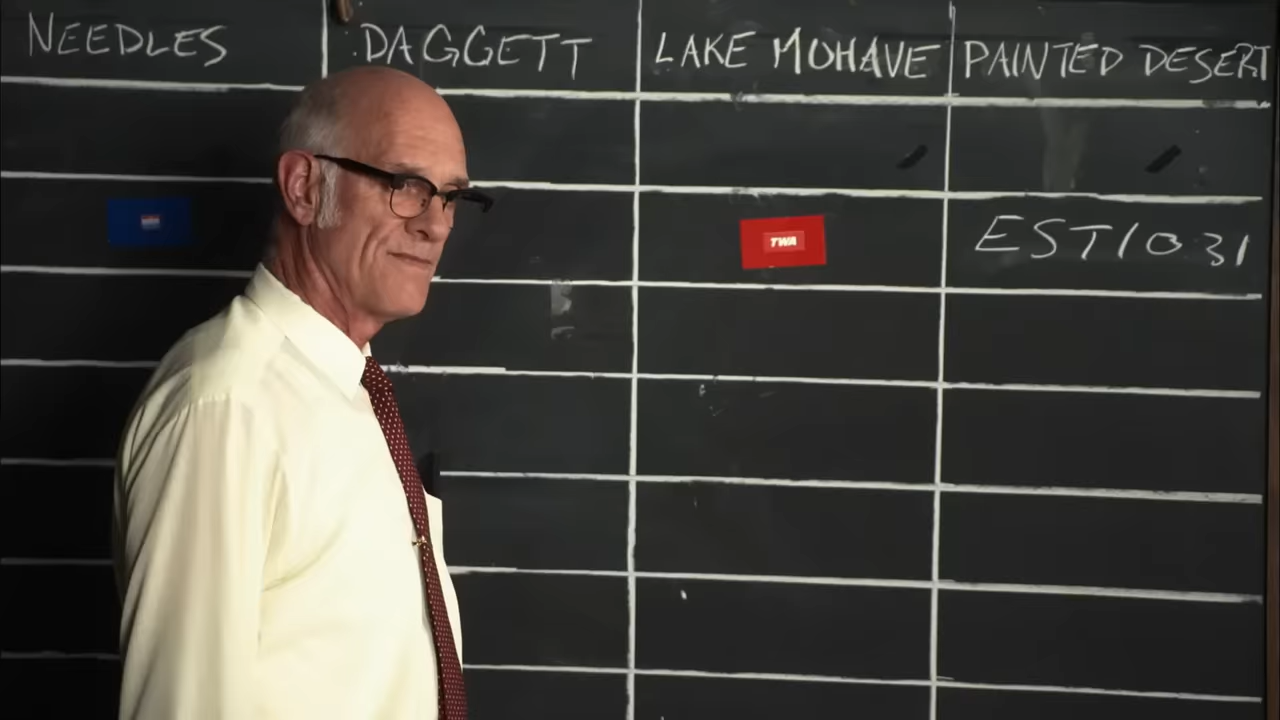 NEEDLES
DAGGETT
LAKE MOHAVE
PAINTED DESERT
TWA
EST 1031